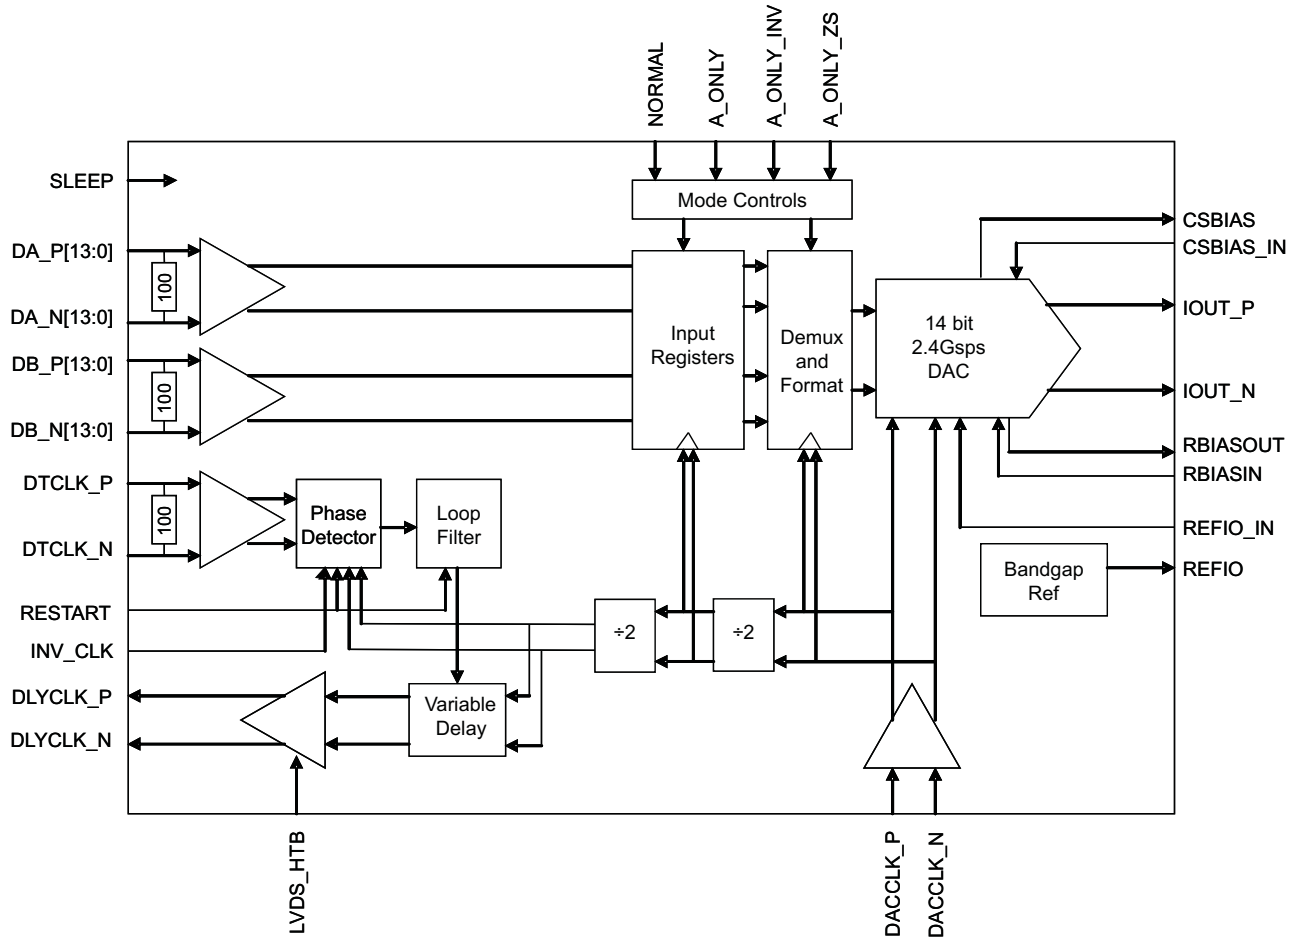 NORMAL
A_ONLY
A_ONLY_INV
A_ONLY_ZS
SLEEP
Mode Controls
DA_P[13:0]
100
DA_N[13:0]
DB_P[13:0]
100
DB_N[13:0]
Input
Registers
Demux
and
Format
14 bit
2.4Gsps
DAC
CSBIAS
CSBIAS_IN
IOUT_P
IOUT_N
RBIASOUT
RBIASIN
REFIO_IN
REFIO
Bandgap
Ref
DTCLK_P
100
DTCLK_N
Phase
Detector
Loop
Filter
RESTART
INV_CLK
÷2
÷2
DLYCLK_P
DLYCLK_N
Variable
Delay
LVDS_HTB
DACCLK_P
DACCLK_N